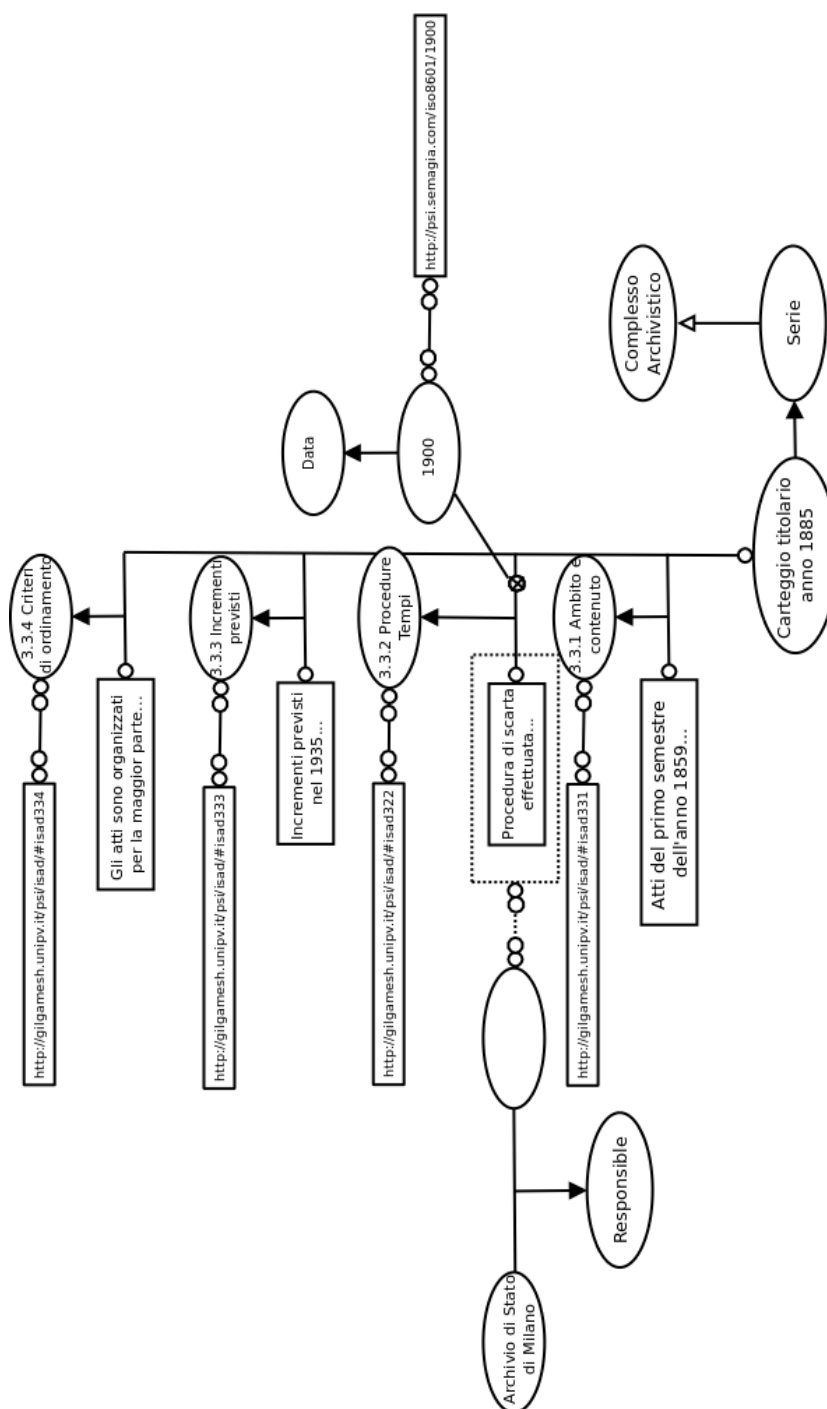 http://gilgamesh.unipv.it/psi/isad/#isad334
3.3.4 Criteri
di ordinamento
Gli atti sono organizzati
per la maggior parte...
http://gilgamesh.unipv.it/psi/isad/#isad333
3.3.3 Incrementi
previsti
Incrementi previsti
nel 1935...
Data
http://gilgamesh.unipv.it/psi/isad/#isad322
3.3.2 Procedure
Tempi
1900
http://psi.semagia.com/iso8601/1900
Archivio di Stato
di Milano
Procedura di scarta
effettuata...
http://gilgamesh.unipv.it/psi/isad/#isad331
3.3.1 Ambito e
contenuto
Responsible
Complesso
Archivistico
Atti del primo semestre
dell'anno 1859...
Carteggio titolario
anno 1885
Serie